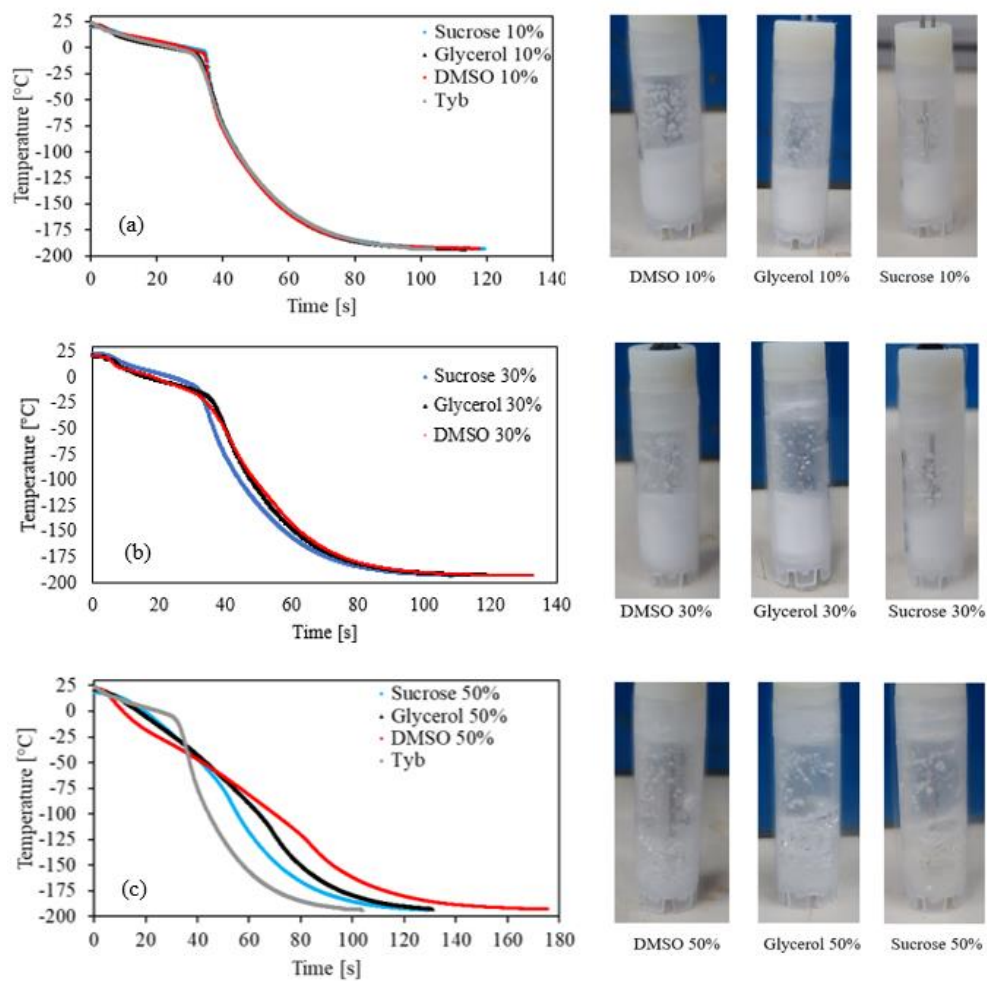 25
0
-25
-50
-75
-100
-125
-150
-175
-200
Temperature [°C]
Sucrose 10%
Glycerol 10%
DMSO 10%
Tyb
(a)
0 20 40 60 80 100 120 140
Time [s]
DMSO 10% Glycerol 10% Sucrose 10%
25
0
-25
-50
-75
-100
-125
-150
-175
-200
Temperature [°C]
Sucrose 30%
Glycerol 30%
DMSO 30%
(b)
0 20 40 60 80 100 120 140
Time [s]
DMSO 30% Glycerol 30% Sucrose 30%
25
0
-25
-50
-75
-100
-125
-150
-175
-200
Temperature [°C]
Sucrose 50%
Glycerol 50%
DMSO 50%
Tyb
(c)
0 20 40 60 80 100 120 140 160 180
Time [s]
DMSO 50% Glycerol 50% Sucrose 50%